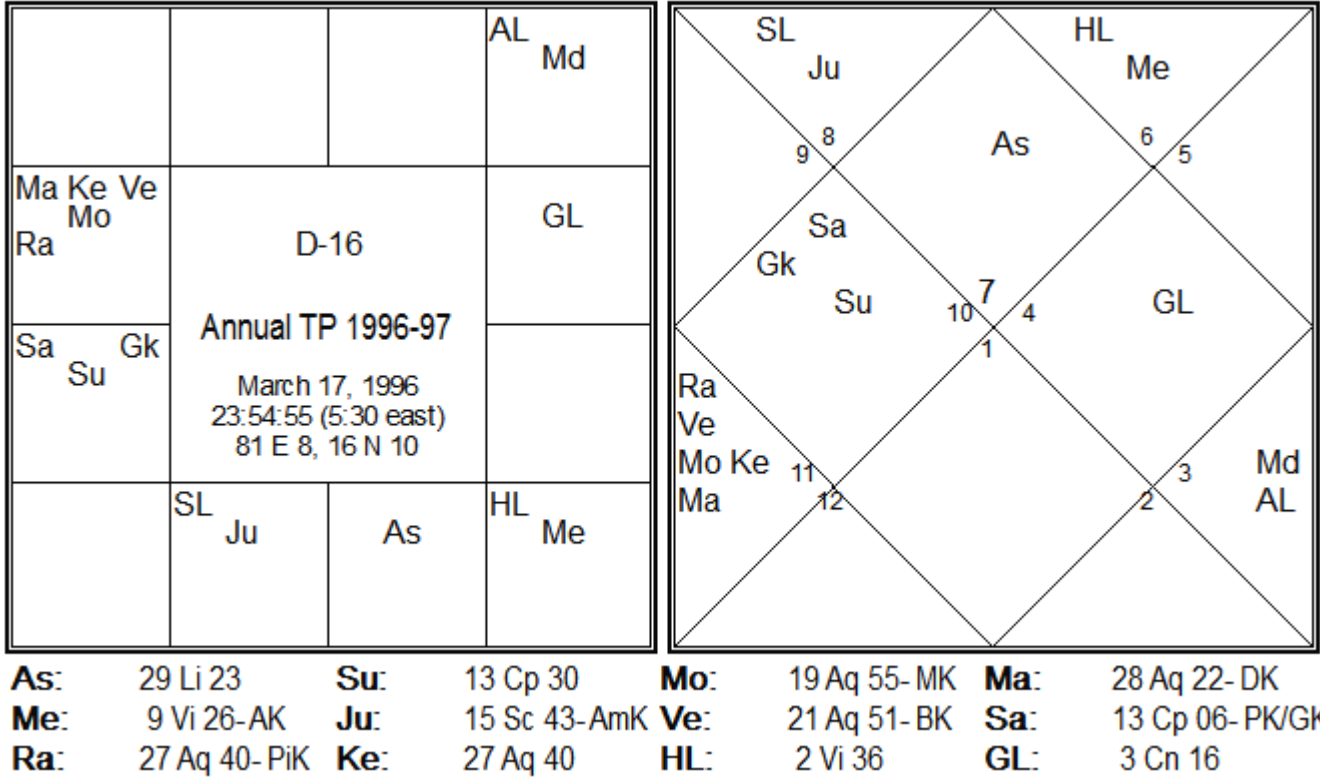 AL
Md
Ma Ke Ve
Mo
Ra
GL
D-16
Annual TP 1996-97
March 17, 1996
23:54:55 (5:30 east)
81 E 8, 16 N 10
Sa Gk
Su
SL
Ju
As
HL
Me
SL
Ju
HL
Me
As
8
9
6
5
Sa
Gk
Su
7
10
4
1
GL
Ra
Ve
Mo Ke
Ma
11
12
3
2
Md
AL
As: 29 Li 23 Su: 13 Cp 30 Mo: 19 Aq 55- MK Ma: 28 Aq 22- DK
Me: 9 Vi 26- AK Ju: 15 Sc 43- AmK Ve: 21 Aq 51- BK Sa: 13 Cp 06- PK/GK
Ra: 27 Aq 40- PiK Ke: 27 Aq 40 HL: 2 Vi 36 GL: 3 Cn 16